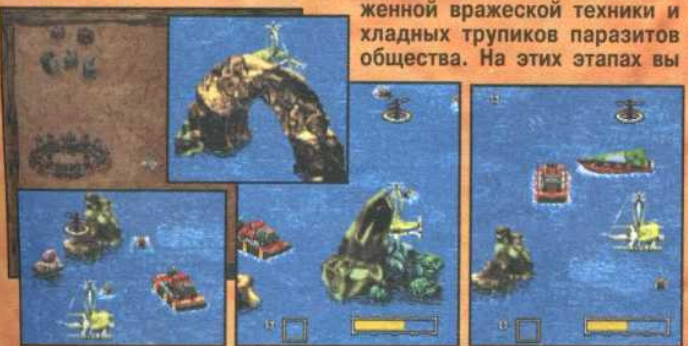 женной вражеской техники и
хладных трупиков паразитов
общества. На этих этапах вы